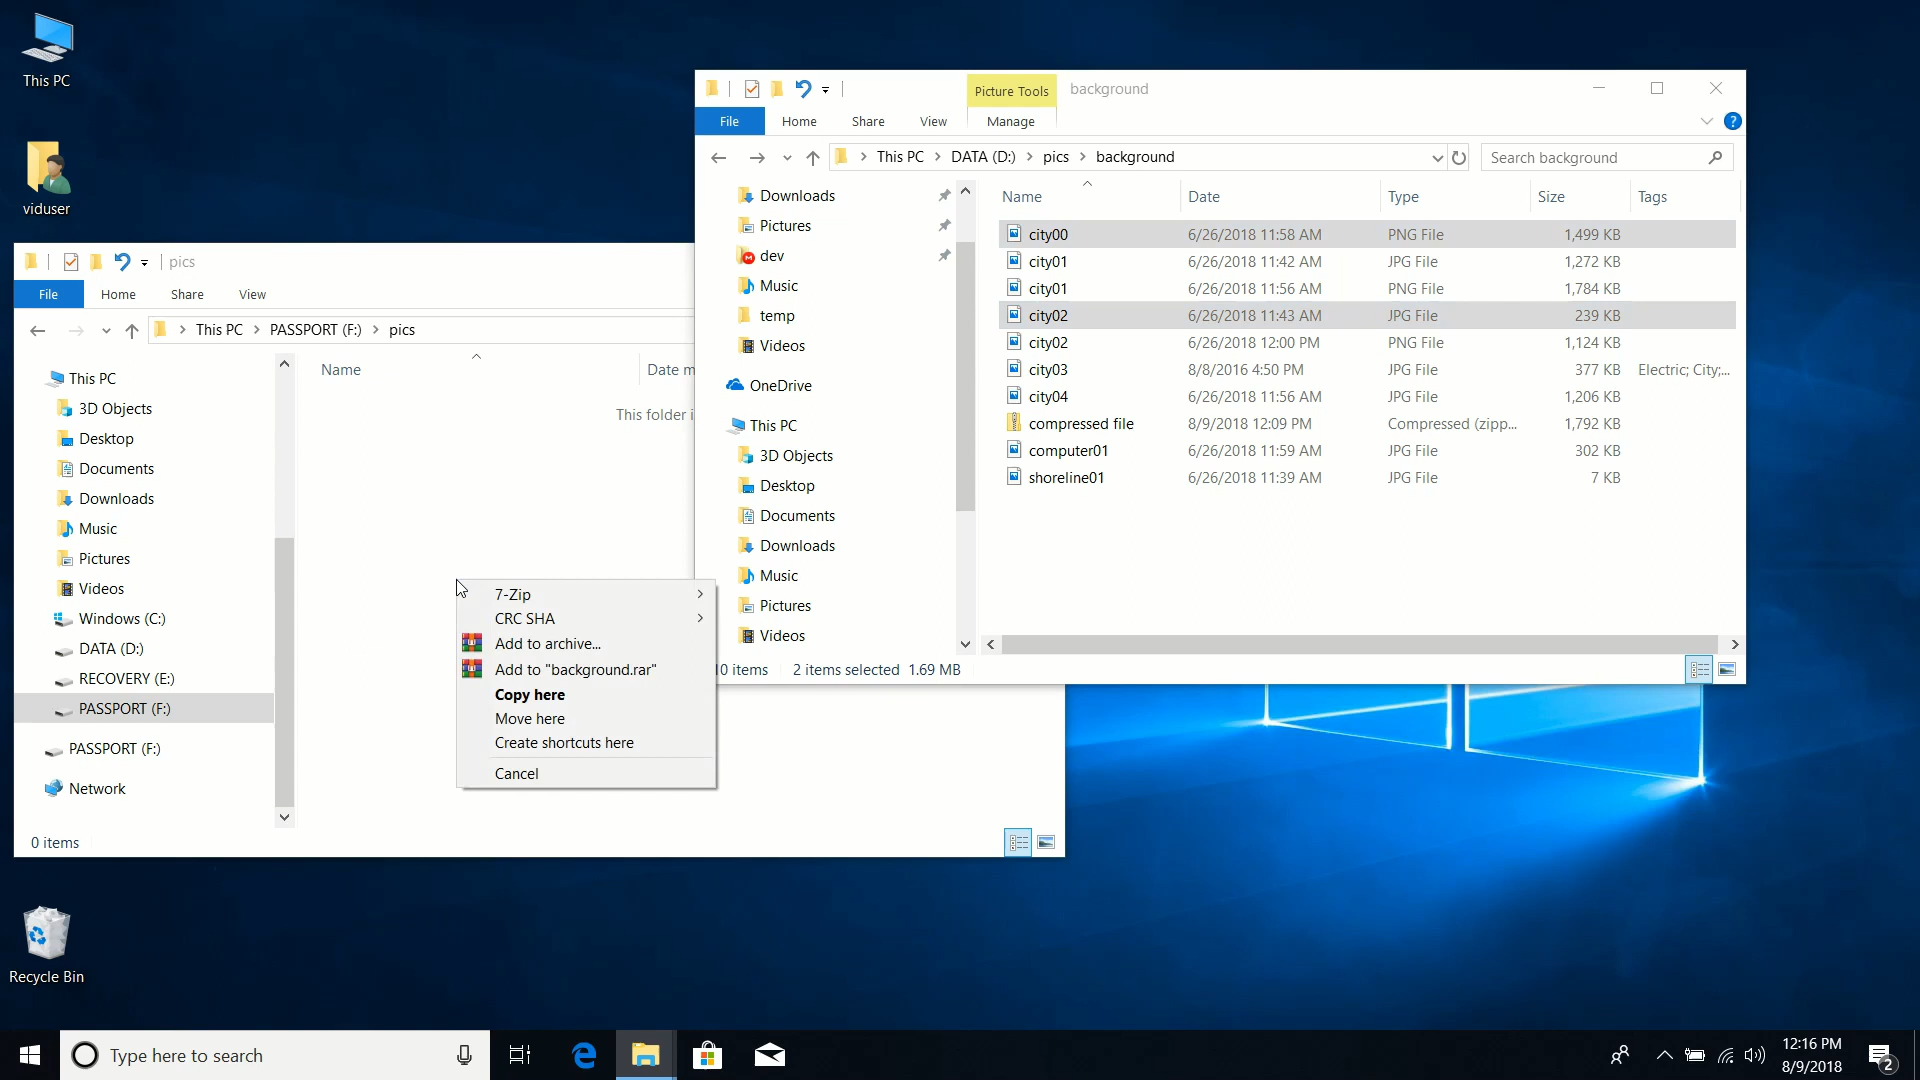 This PC
viduser
pics
File Home Share View
This PC > PASSPORT (F:) > pics
Name Date m
This folder i
This PC
3D Objects
Desktop
Documents
Downloads
Music
Pictures
Videos
Windows (C:)
DATA (D:)
RECOVERY (E:)
PASSPORT (F:)
PASSPORT (F:)
Network
0 items
7-Zip
CRC SHA
Add to archive...
Add to "background.rar"
Copy here
Move here
Create shortcuts here
Cancel
Picture Tools background
File Home Share View Manage
This PC > DATA (D:) > pics > background
Search background
Downloads
Pictures
dev
Music
temp
Videos
OneDrive
This PC
3D Objects
Desktop
Documents
Downloads
Music
Pictures
Videos
Name Date Type Size Tags
city00 6/26/2018 11:58 AM PNG File 1,499 KB
city01 6/26/2018 11:42 AM JPG File 1,272 KB
city01 6/26/2018 11:56 AM PNG File 1,784 KB
city02 6/26/2018 11:43 AM JPG File 239 KB
city02 6/26/2018 12:00 PM PNG File 1,124 KB
city03 8/8/2016 4:50 PM JPG File 377 KB Electric; City;...
city04 6/26/2018 11:56 AM JPG File 1,206 KB
compressed file 8/9/2018 12:09 PM Compressed (zipp... 1,792 KB
computer01 6/26/2018 11:59 AM JPG File 302 KB
shoreline01 6/26/2018 11:39 AM JPG File 7 KB
10 items 2 items selected 1.69 MB
Recycle Bin
Type here to search
12:16 PM
8/9/2018
2